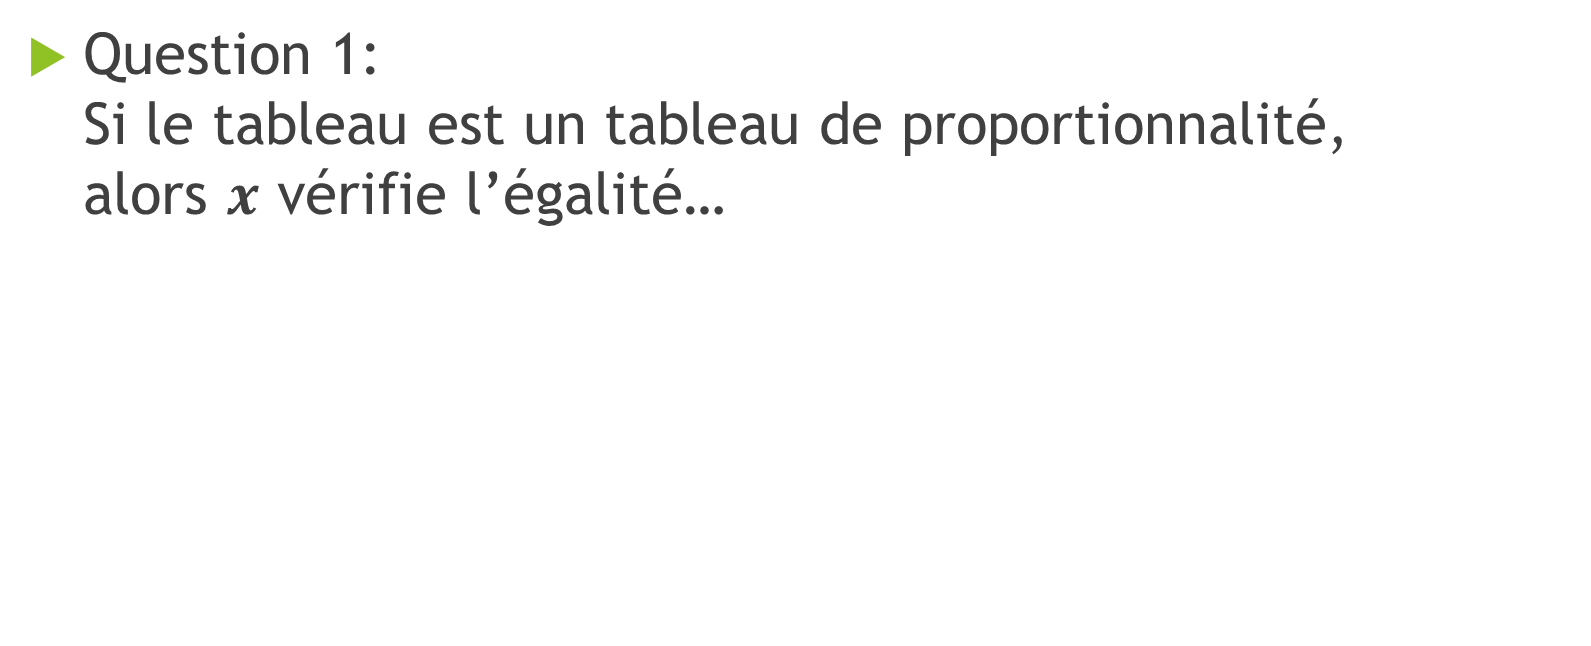 Question 1:
Si le tableau est un tableau de proportionnalité,
alors x vérifie l’égalité…